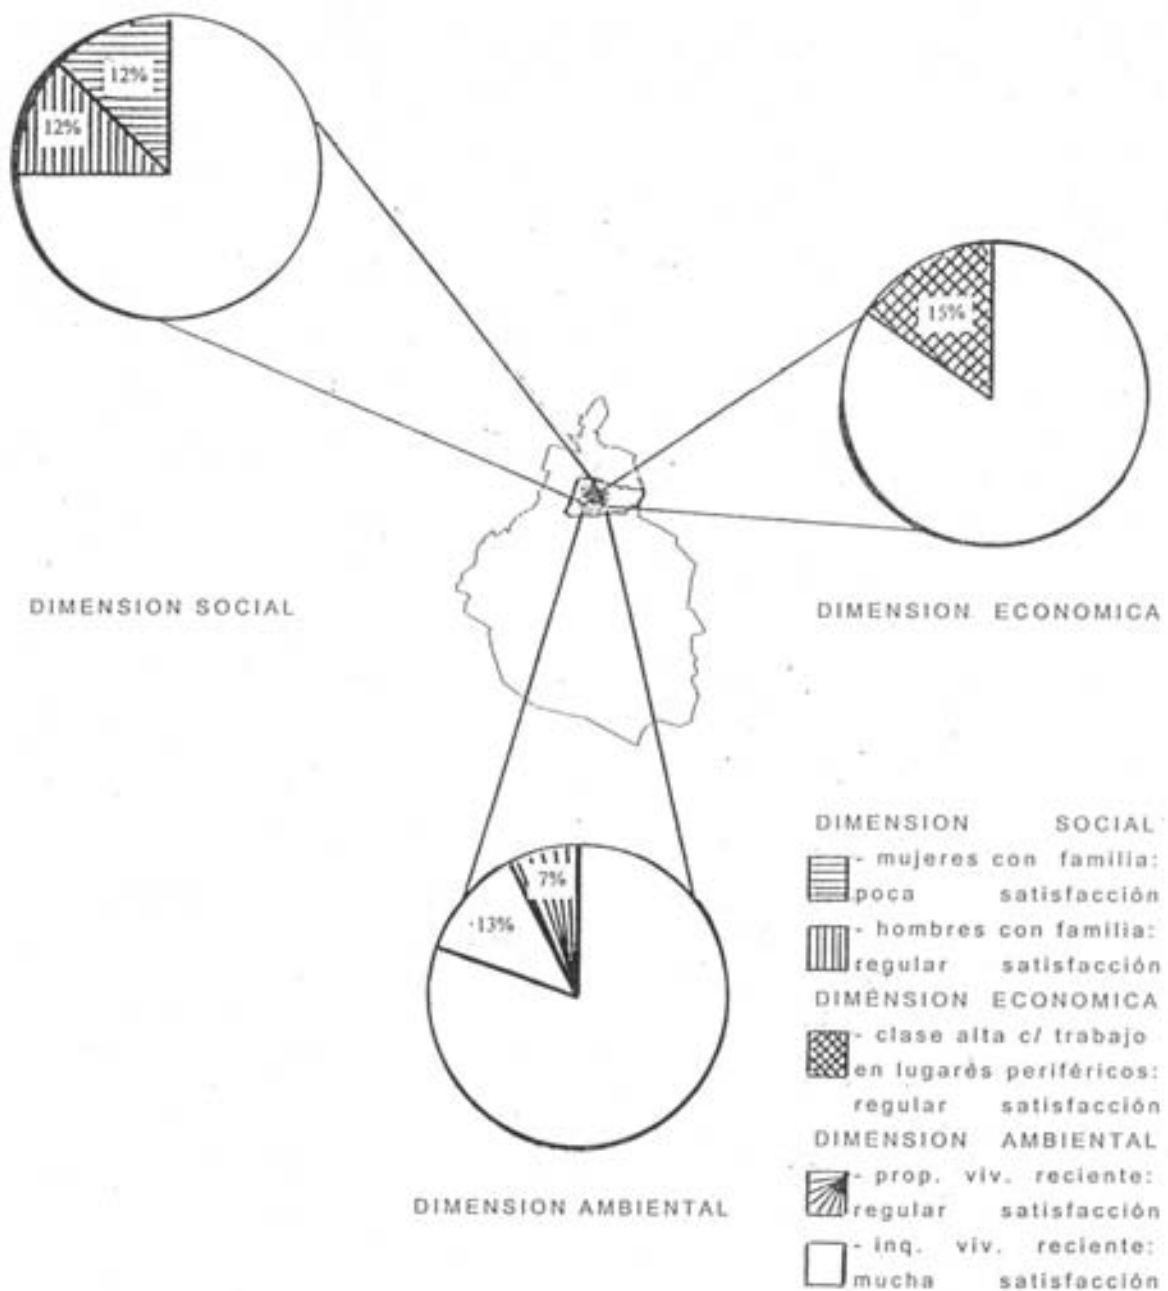 12%
12%
15%
DIMENSION SOCIAL
DIMENSION ECONOMICA
7%
13%
DIMENSION AMBIENTAL
DIMENSION SOCIAL
- mujeres con familia:
poca satisfacción
- hombres con familia:
regular satisfacción
DIMENSION ECONOMICA
- clase alta c/ trabajo
en lugares periféricos:
regular satisfacción
DIMENSION AMBIENTAL
- prop. viv. reciente:
regular satisfacción
- inq. viv. reciente:
mucha satisfacción